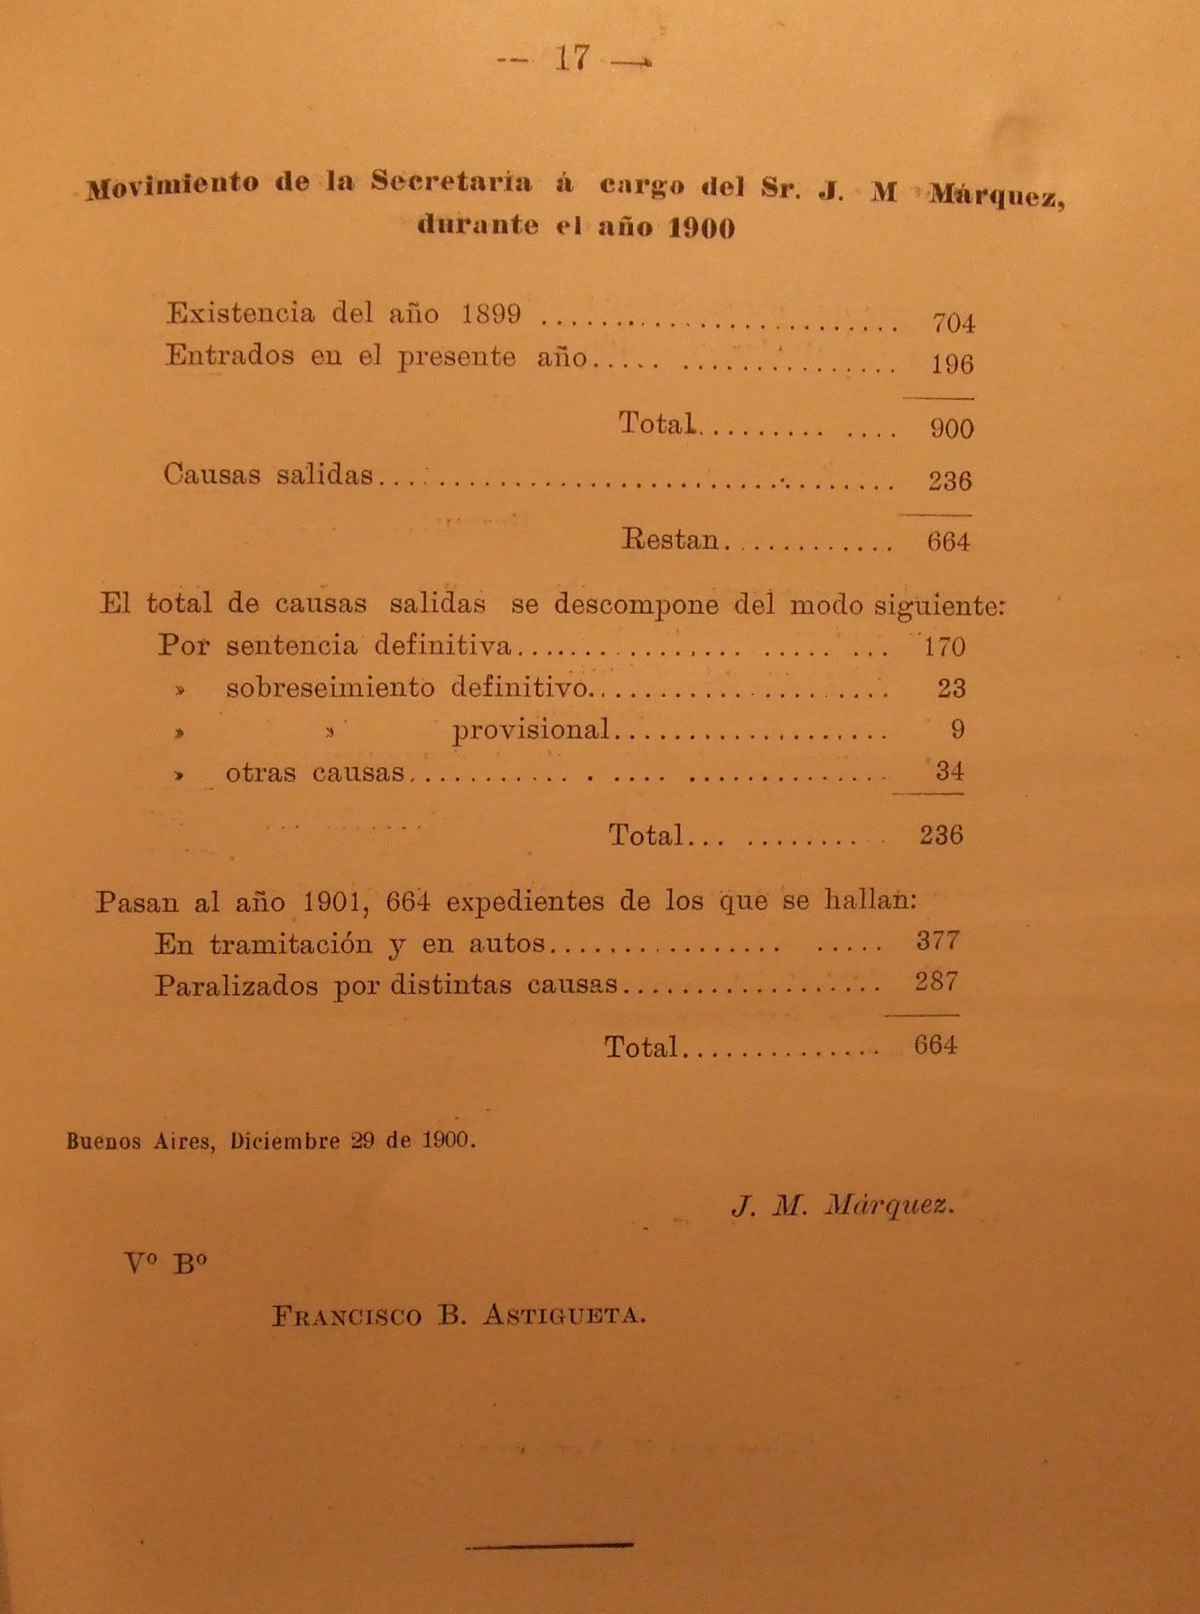 -- 17 —
Movimiento de la Secretaría á cargo del Sr. J. M Márquez,
durante el año 1900
Existencia del año 1899 .............................. 704
Entrados en el presente año..... ............... 196
Total......... .... 900
Causas salidas................................... 236
Restan............ 664
El total de causas salidas se descompone del modo siguiente:
Por sentencia definitiva............... ..... ... 170
» sobreseimiento definitivo.................... 23
» » provisional................... 9
» otras causas........... . .... .............. 34
Total... ......... 236
Pasan al año 1901, 664 expedientes de los que se hallan:
En tramitación y en autos................ ..... 377
Paralizados por distintas causas.................. 287
Total.............. 664
Buenos Aires, Diciembre 29 de 1900.
J. M. Márquez.
Vº Bº
FRANCISCO B. ASTIGUETA.